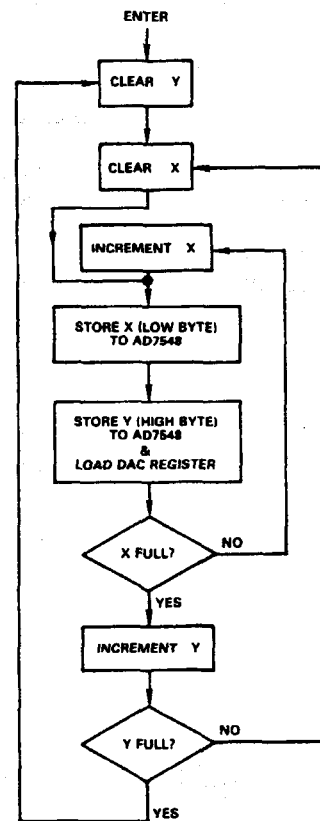 ENTER
CLEAR Y
CLEAR X
INCREMENT X
STORE X (LOW BYTE)
TO AD7548
STORE Y (HIGH BYTE)
TO AD7548
&
LOAD DAC REGISTER
X FULL?
NO
YES
INCREMENT Y
Y FULL?
NO
YES